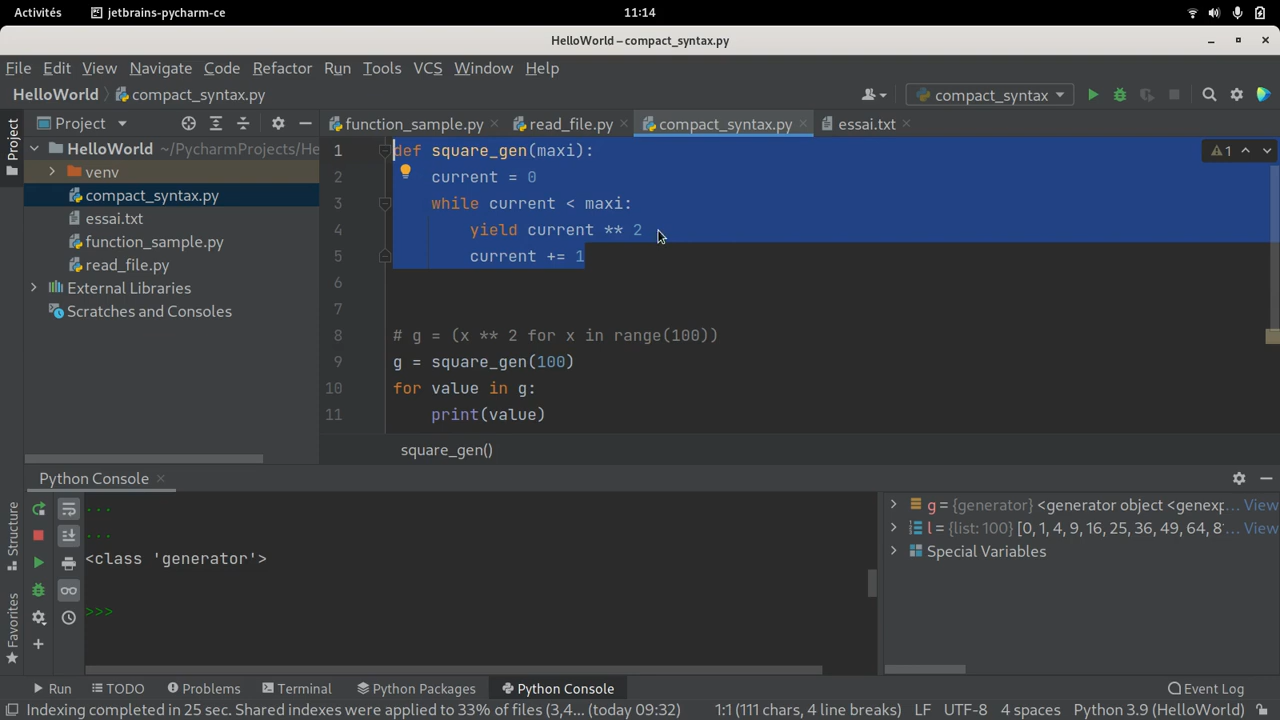 Activités jetbrains-pycharm-ce 11:14
HelloWorld – compact_syntax.py
File Edit View Navigate Code Refactor Run Tools VCS Window Help
HelloWorld compact_syntax.py compact_syntax
Project
Project function_sample.py read_file.py compact_syntax.py essai.txt
HelloWorld ~/PycharmProjects/He
venv
compact_syntax.py
essai.txt
function_sample.py
read_file.py
External Libraries
Scratches and Consoles
1 def square_gen(maxi):
2 current = 0
3 while current < maxi:
4 yield current ** 2
5 current += 1
6
7
8 # g = (x ** 2 for x in range(100))
9 g = square_gen(100)
10 for value in g:
11 print(value)
1
square_gen()
Python Console
Structure
Favorites
...
...
<class 'generator'>
>>>
g = {generator} <generator object <genexpr... View
l = {list: 100} [0, 1, 4, 9, 16, 25, 36, 49, 64, 8... View
Special Variables
Run TODO Problems Terminal Python Packages Python Console Event Log
Indexing completed in 25 sec. Shared indexes were applied to 33% of files (3,4... (today 09:32) 1:1 (111 chars, 4 line breaks) LF UTF-8 4 spaces Python 3.9 (HelloWorld)